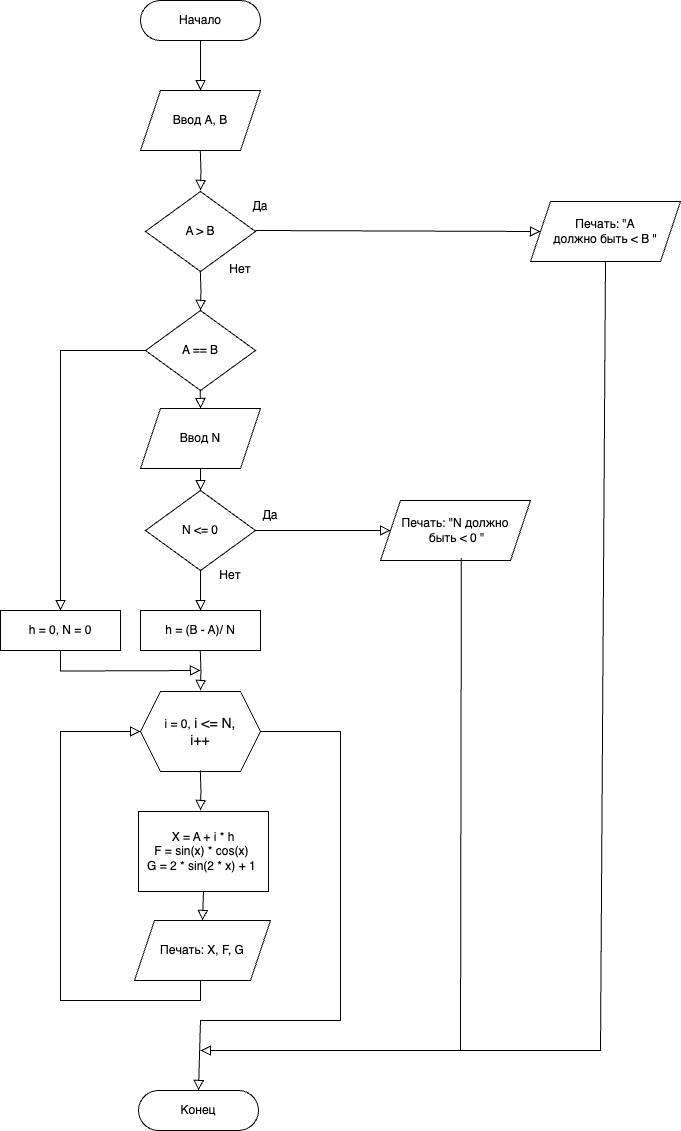 Начало
Ввод A, B
Да
A > B
Печать: "A
должно быть < B "
Нет
A == B
Ввод N
Да
N <= 0
Печать: "N должно
быть < 0 "
Нет
h = 0, N = 0
h = (B - A)/ N
i = 0, i <= N,
i++
X = A + i * h
F = sin(x) * cos(x)
G = 2 * sin(2 * x) + 1
Печать: X, F, G
Конец